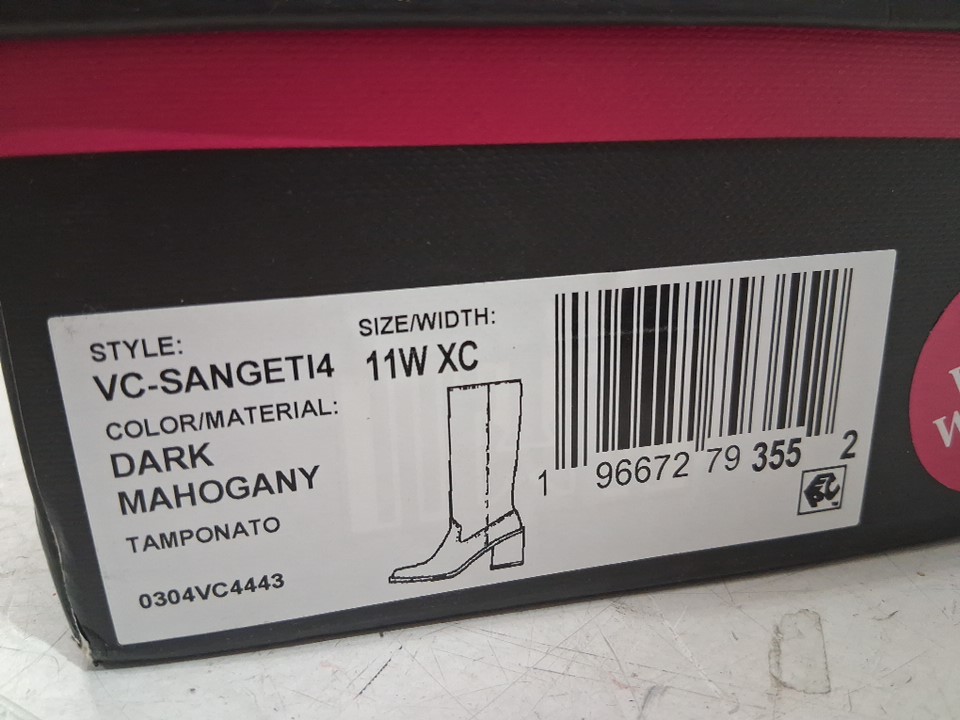 STYLE:
VC-SANGETI4
COLOR/MATERIAL:
DARK
MAHOGANY
TAMPONATO
0304VC4443
SIZE/WIDTH:
11W XC
1 96672 79 355 2